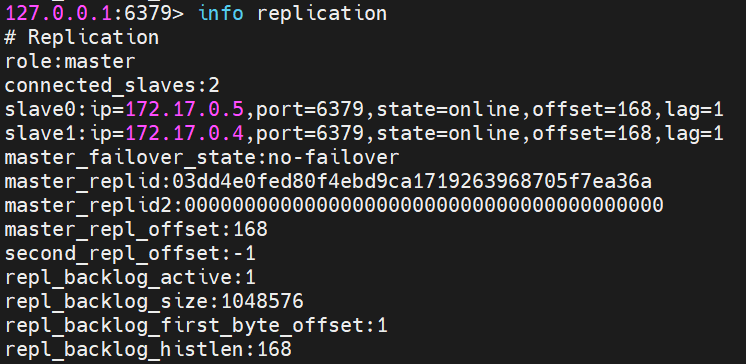 127.0.0.1:6379> info replication
# Replication
role:master
connected_slaves:2
slave0:ip=172.17.0.5,port=6379,state=online,offset=168,lag=1
slave1:ip=172.17.0.4,port=6379,state=online,offset=168,lag=1
master_failover_state:no-failover
master_replid:03dd4e0fed80f4ebd9ca1719263968705f7ea36a
master_replid2:0000000000000000000000000000000000000000
master_repl_offset:168
second_repl_offset:-1
repl_backlog_active:1
repl_backlog_size:1048576
repl_backlog_first_byte_offset:1
repl_backlog_histlen:168